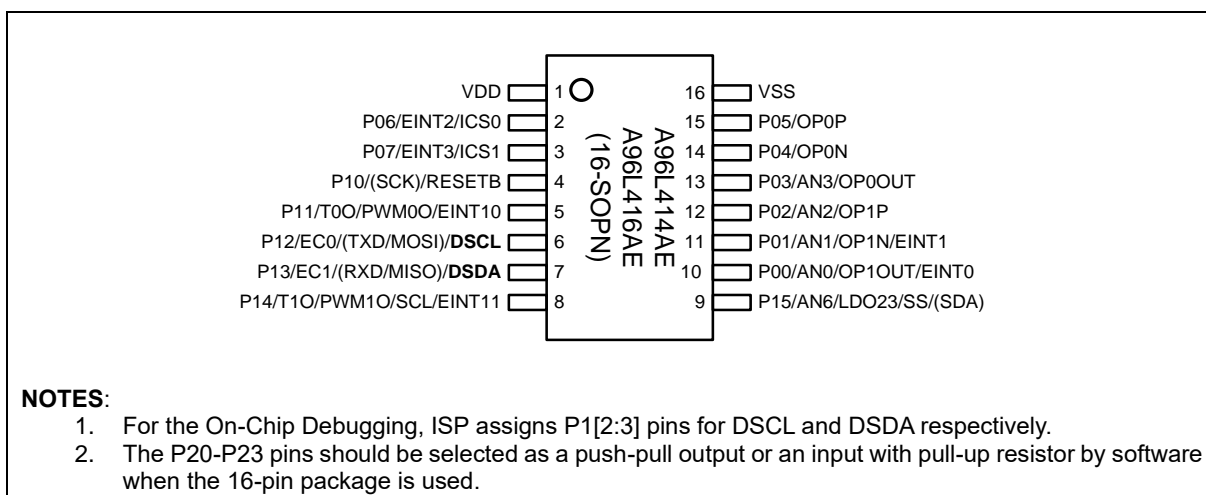 VDD 1 16 VSS
P06/EINT2/ICS0 2 15 P05/OP0P
P07/EINT3/ICS1 3 14 P04/OP0N
P10/(SCK)/RESETB 4 13 P03/AN3/OP0OUT
P11/T0O/PWM0O/EINT10 5 12 P02/AN2/OP1P
P12/EC0/(TXD/MOSI)/DSCL 6 11 P01/AN1/OP1N/EINT1
P13/EC1/(RXD/MISO)/DSDA 7 10 P00/AN0/OP1OUT/EINT0
P14/T1O/PWM1O/SCL/EINT11 8 9 P15/AN6/LDO23/SS/(SDA)
A96L414AE
A96L416AE
(16-SOPN)
NOTES:
1. For the On-Chip Debugging, ISP assigns P1[2:3] pins for DSCL and DSDA respectively.
2. The P20-P23 pins should be selected as a push-pull output or an input with pull-up resistor by software
when the 16-pin package is used.